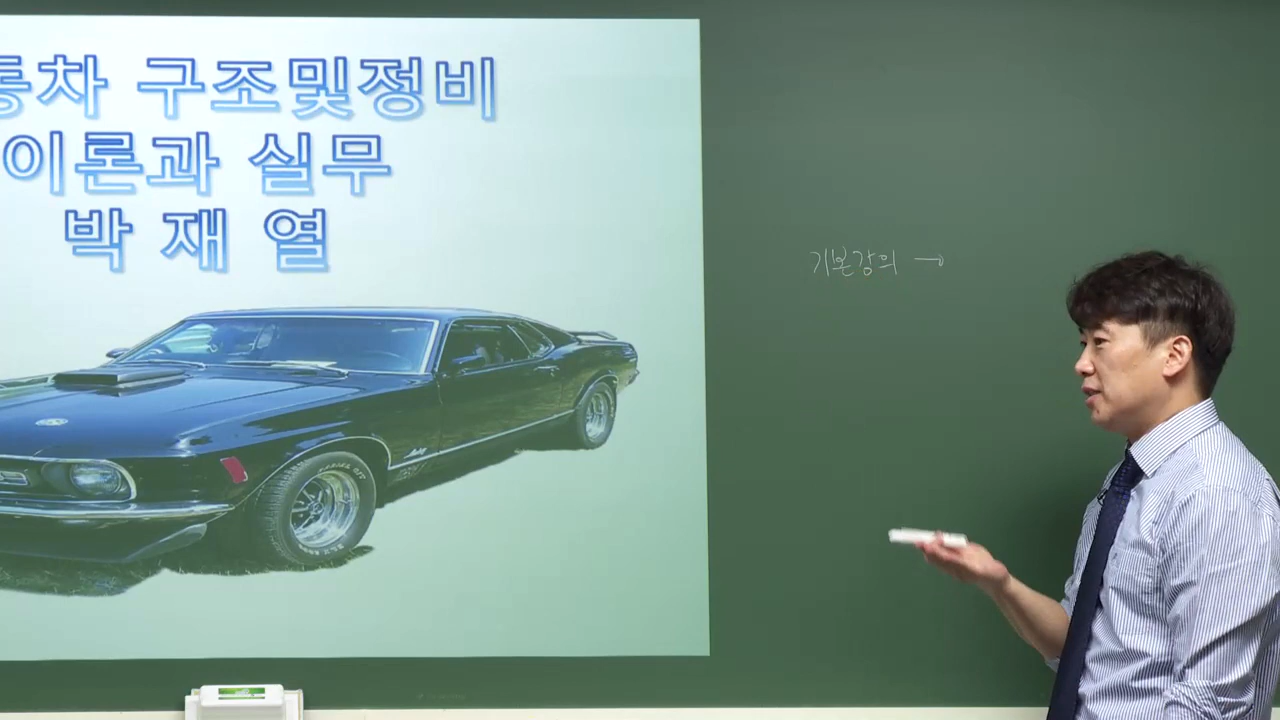 동차 구조및정비
이론과 실무
박 재 열
기본강의 →